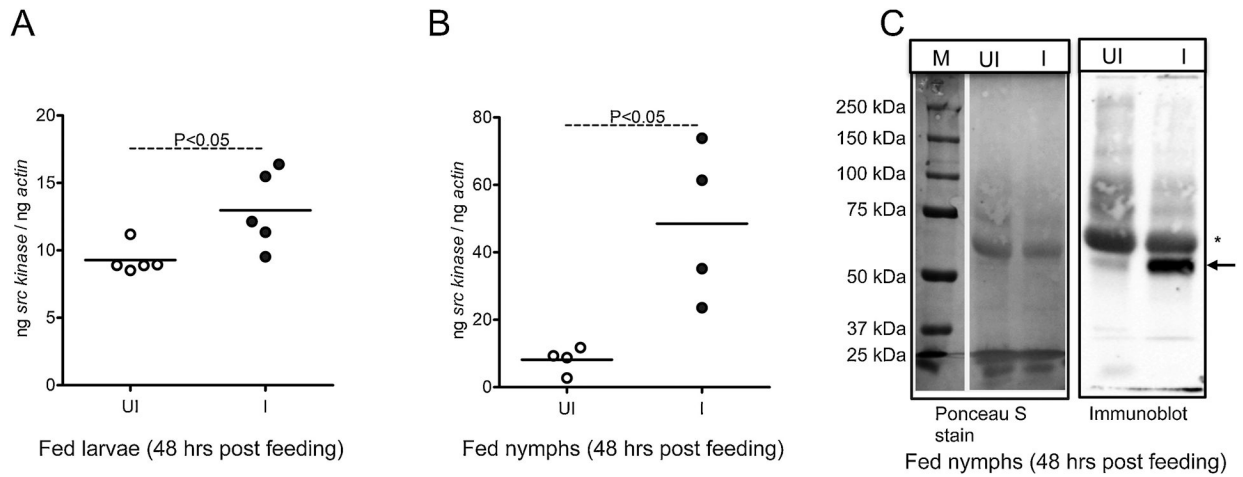 A
20
15
10
5
0
ng src kinase / ng actin
P<0.05
UI
I
Fed larvae (48 hrs post feeding)
B
80
60
40
20
0
ng src kinase / ng actin
P<0.05
UI
I
Fed nymphs (48 hrs post feeding)
C
M UI I
UI I
250 kDa
150 kDa
100 kDa
75 kDa
50 kDa
37 kDa
25 kDa
*
Ponceau S
stain
Immunoblot
Fed nymphs (48 hrs post feeding)